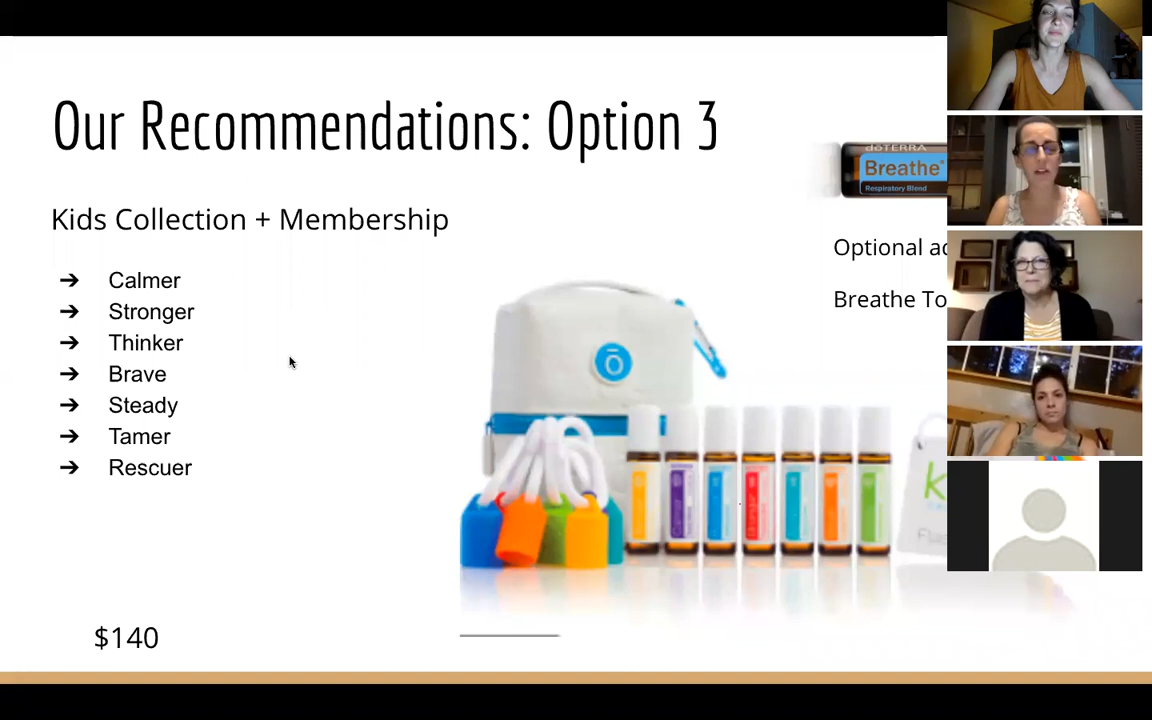 Our Recommendations: Option 3
dōTERRA
Breathe®
Respiratory Blend
Kids Collection + Membership
Optional
Breathe To
➔ Calmer
➔ Stronger
➔ Thinker
➔ Brave
➔ Steady
➔ Tamer
➔ Rescuer
ō
$140